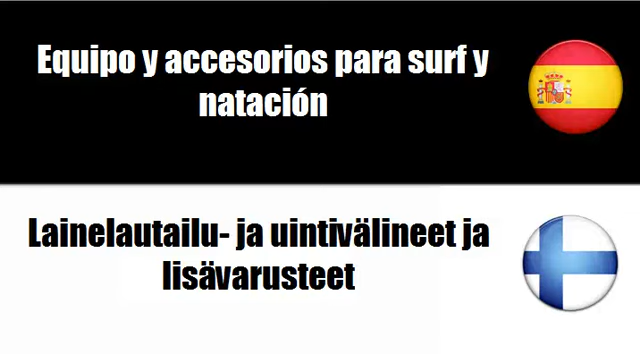 Equipo y accesorios para surf y
natación
Lainelautailu- ja uintivälineet ja
lisävarusteet